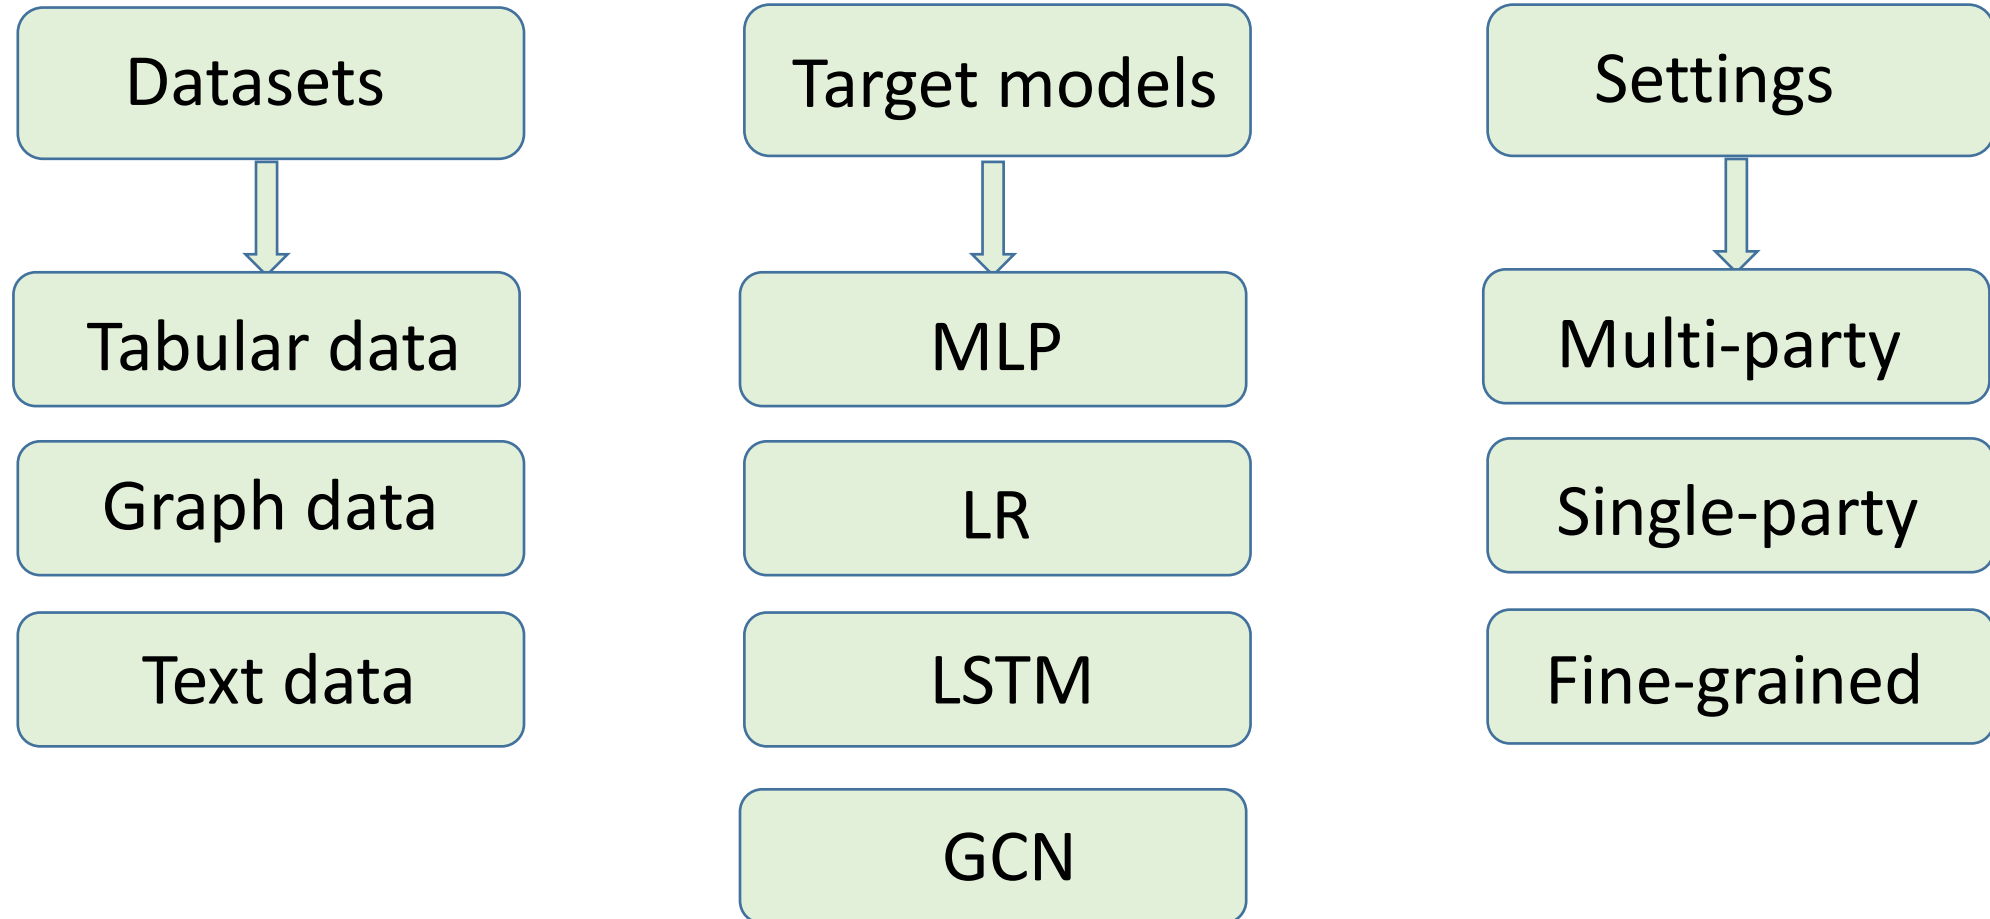 Datasets
Tabular data
Graph data
Text data
Target models
MLP
LR
LSTM
GCN
Settings
Multi-party
Single-party
Fine-grained